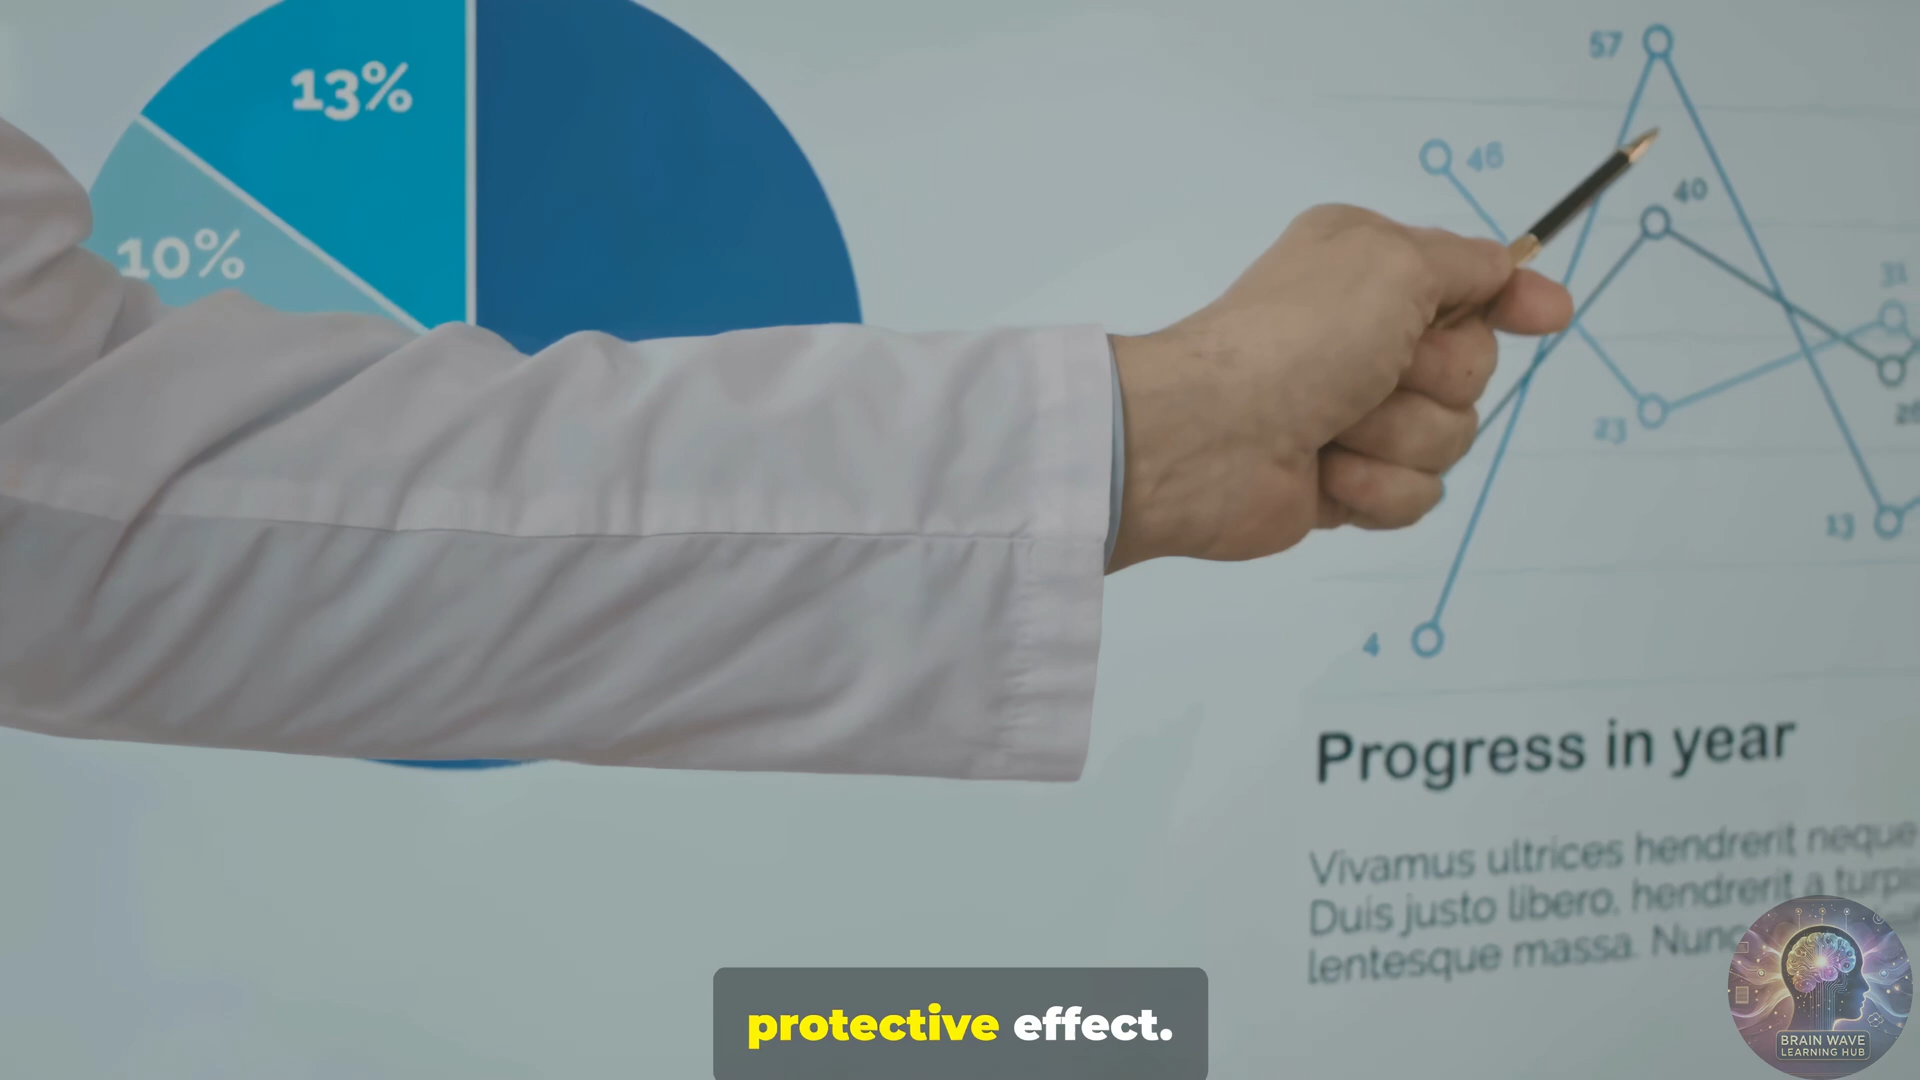 13%
10%
57
46
40
31
23
13
4
Progress in year
Vivamus ultrices hendrerit neque
Duis justo libero, hendrerit a turpis
lentesque massa. Nunc
protective effect.
BRAIN WAVE
LEARNING HUB